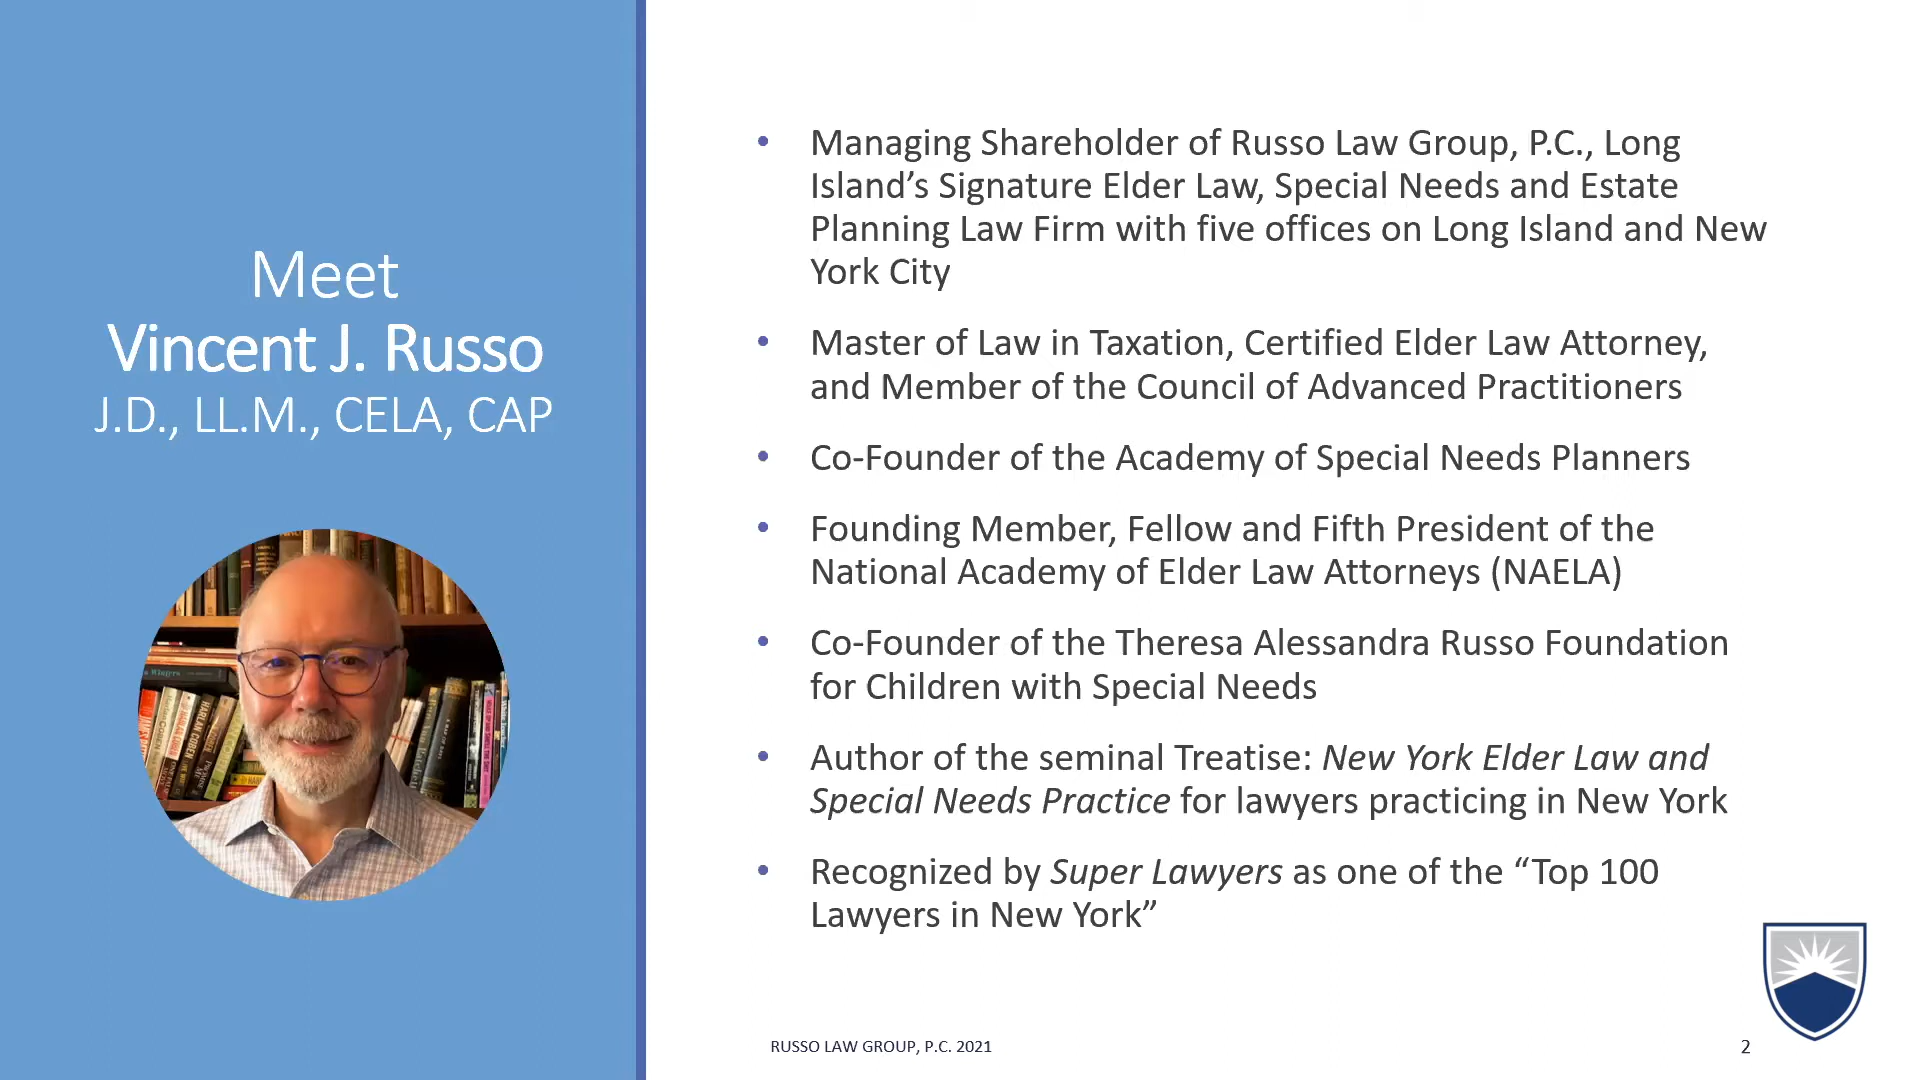 Meet
Vincent J. Russo
J.D., LL.M., CELA, CAP
• Managing Shareholder of Russo Law Group, P.C., Long
Island’s Signature Elder Law, Special Needs and Estate
Planning Law Firm with five offices on Long Island and New
York City
• Master of Law in Taxation, Certified Elder Law Attorney,
and Member of the Council of Advanced Practitioners
• Co-Founder of the Academy of Special Needs Planners
• Founding Member, Fellow and Fifth President of the
National Academy of Elder Law Attorneys (NAELA)
• Co-Founder of the Theresa Alessandra Russo Foundation
for Children with Special Needs
• Author of the seminal Treatise: New York Elder Law and
Special Needs Practice for lawyers practicing in New York
• Recognized by Super Lawyers as one of the “Top 100
Lawyers in New York”
HARLAN COBEN
RUSSO LAW GROUP, P.C. 2021
2